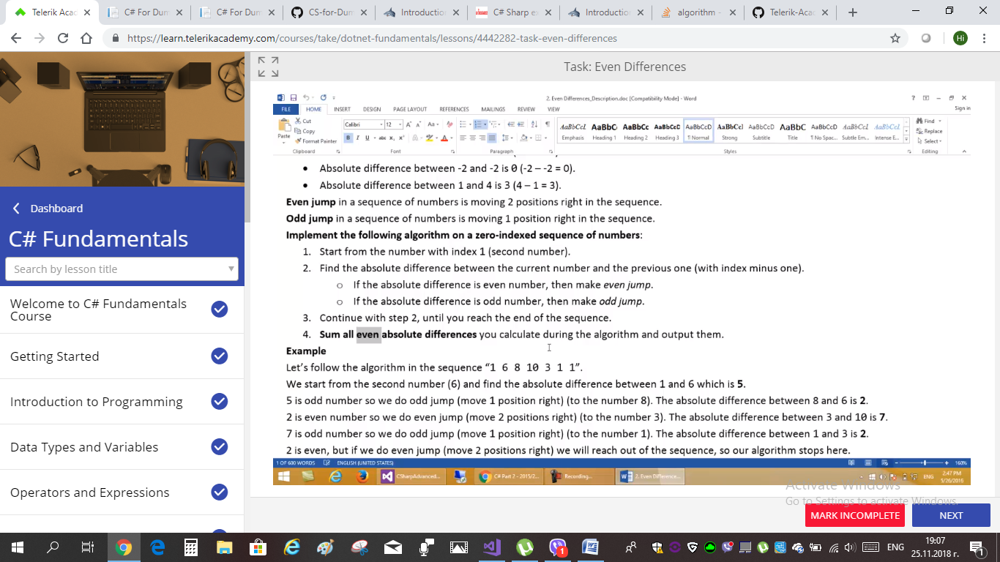 Telerik Aca
C# For Dum
C# For Dum
CS-for-Dum
Introduction
C# Sharp ex
Introduction
algorithm -
Telerik-Aca
https://learn.telerikacademy.com/courses/take/dotnet-fundamentals/lessons/4442282-task-even-differences
Hi
Dashboard
C# Fundamentals
Search by lesson title
Welcome to C# Fundamentals
Course
Getting Started
Introduction to Programming
Data Types and Variables
Operators and Expressions
Task: Even Differences
2. Even Differences_Description.doc [Compatibility Mode] - Word
FILE HOME INSERT DESIGN PAGE LAYOUT REFERENCES MAILINGS REVIEW VIEW
Sign in
Paste
Cut
Copy
Format Painter
Clipboard
Calibri 12
Font
Paragraph
AaBbCcL AaBbC AaBbCc AaBbCcD AaBbCcD AaBbCcl AaBbCcD AaBbC AaBbCcD AaBbCcL AaBbCcL
Emphasis Heading 1 Heading 2 Heading 3 ¶ Normal Strong Subtitle Title ¶ No Spac... Subtle Em... Intense E...
Styles
Find
Replace
Select
Editing
• Absolute difference between -2 and -2 is 0 (-2 – -2 = 0).
• Absolute difference between 1 and 4 is 3 (4 – 1 = 3).
Even jump in a sequence of numbers is moving 2 positions right in the sequence.
Odd jump in a sequence of numbers is moving 1 position right in the sequence.
Implement the following algorithm on a zero-indexed sequence of numbers:
1. Start from the number with index 1 (second number).
2. Find the absolute difference between the current number and the previous one (with index minus one).
o If the absolute difference is even number, then make even jump.
o If the absolute difference is odd number, then make odd jump.
3. Continue with step 2, until you reach the end of the sequence.
4. Sum all even absolute differences you calculate during the algorithm and output them.
Example
Let's follow the algorithm in the sequence “1 6 8 10 3 1 1”.
We start from the second number (6) and find the absolute difference between 1 and 6 which is 5.
5 is odd number so we do odd jump (move 1 position right) (to the number 8). The absolute difference between 8 and 6 is 2.
2 is even number so we do even jump (move 2 positions right) (to the number 3). The absolute difference between 3 and 10 is 7.
7 is odd number so we do odd jump (move 1 position right) (to the number 1). The absolute difference between 1 and 3 is 2.
2 is even, but if we do even jump (move 2 positions right) we will reach out of the sequence, so our algorithm stops here.
1 OF 600 WORDS ENGLISH (UNITED STATES) 160%
CSharpAdvanced... C# Part 2 - 2015/2... Recording... 2. Even Difference...
ENG 2:47 PM
5/26/2016
Activate Windows
Go to Settings to activate Windows.
MARK INCOMPLETE NEXT
ENG 19:07
25.11.2018 г.
1
1